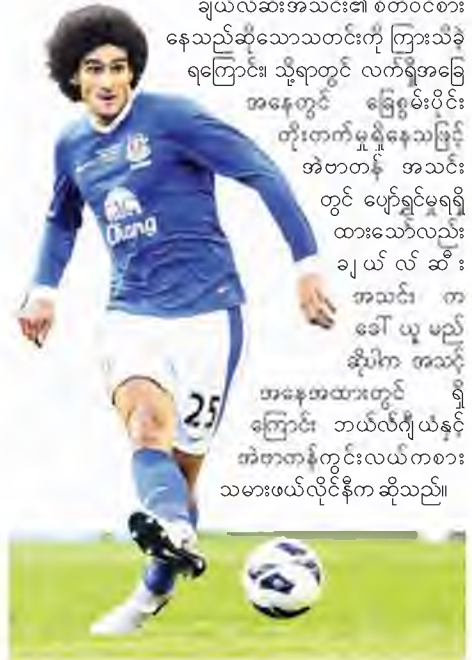 ချယ်လ်ဆီးအသင်း၏ စိတ်ဝင်စား
နေသည်ဆိုသောသတင်းကို ကြားသိခဲ့
ရကြောင်း၊ သို့ရာတွင် လက်ရှိအခြေ
အနေတွင် ခြေစွမ်းပိုင်း
တိုးတက်မှုရှိနေသဖြင့်
အဲဗာတန် အသင်း
တွင် ပျော်ရွှင်မှုရရှိ
ထားသော်လည်း
ချယ်လ်ဆီး
အသင်း က
ခေါ်ယူမည်
ဆိုပါက အသင့်
အနေအထားတွင် ရှိ
ကြောင်း ဘယ်လ်ဂျီယံနှင့်
အဲဗာတန်ကွင်းလယ်ကစား
သမားဖယ်လိုင်နီက ဆိုသည်။
Chang
25